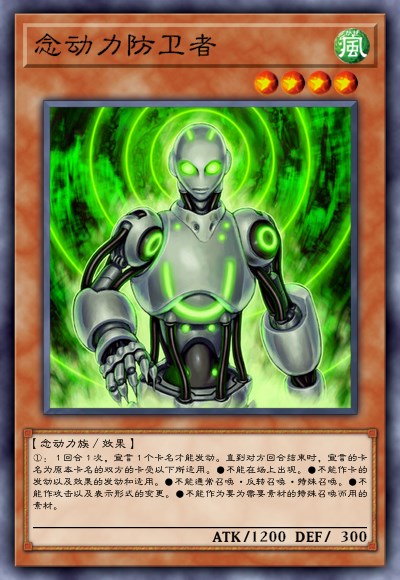 念动力防卫者
風
【念动力族/效果】
①：1回合1次，宣言1个卡名才能发动。直到对方回合结束时，宣言的卡
名为原本卡名的双方的卡受以下所适用。●不能在场上出现。●不能作卡的
发动以及效果的发动和适用。●不能通常召唤·反转召唤·特殊召唤。●不
能作攻击以及表示形式的变更。●不能作为要为需要素材的特殊召唤而用的
素材。
ATK/1200 DEF/ 300